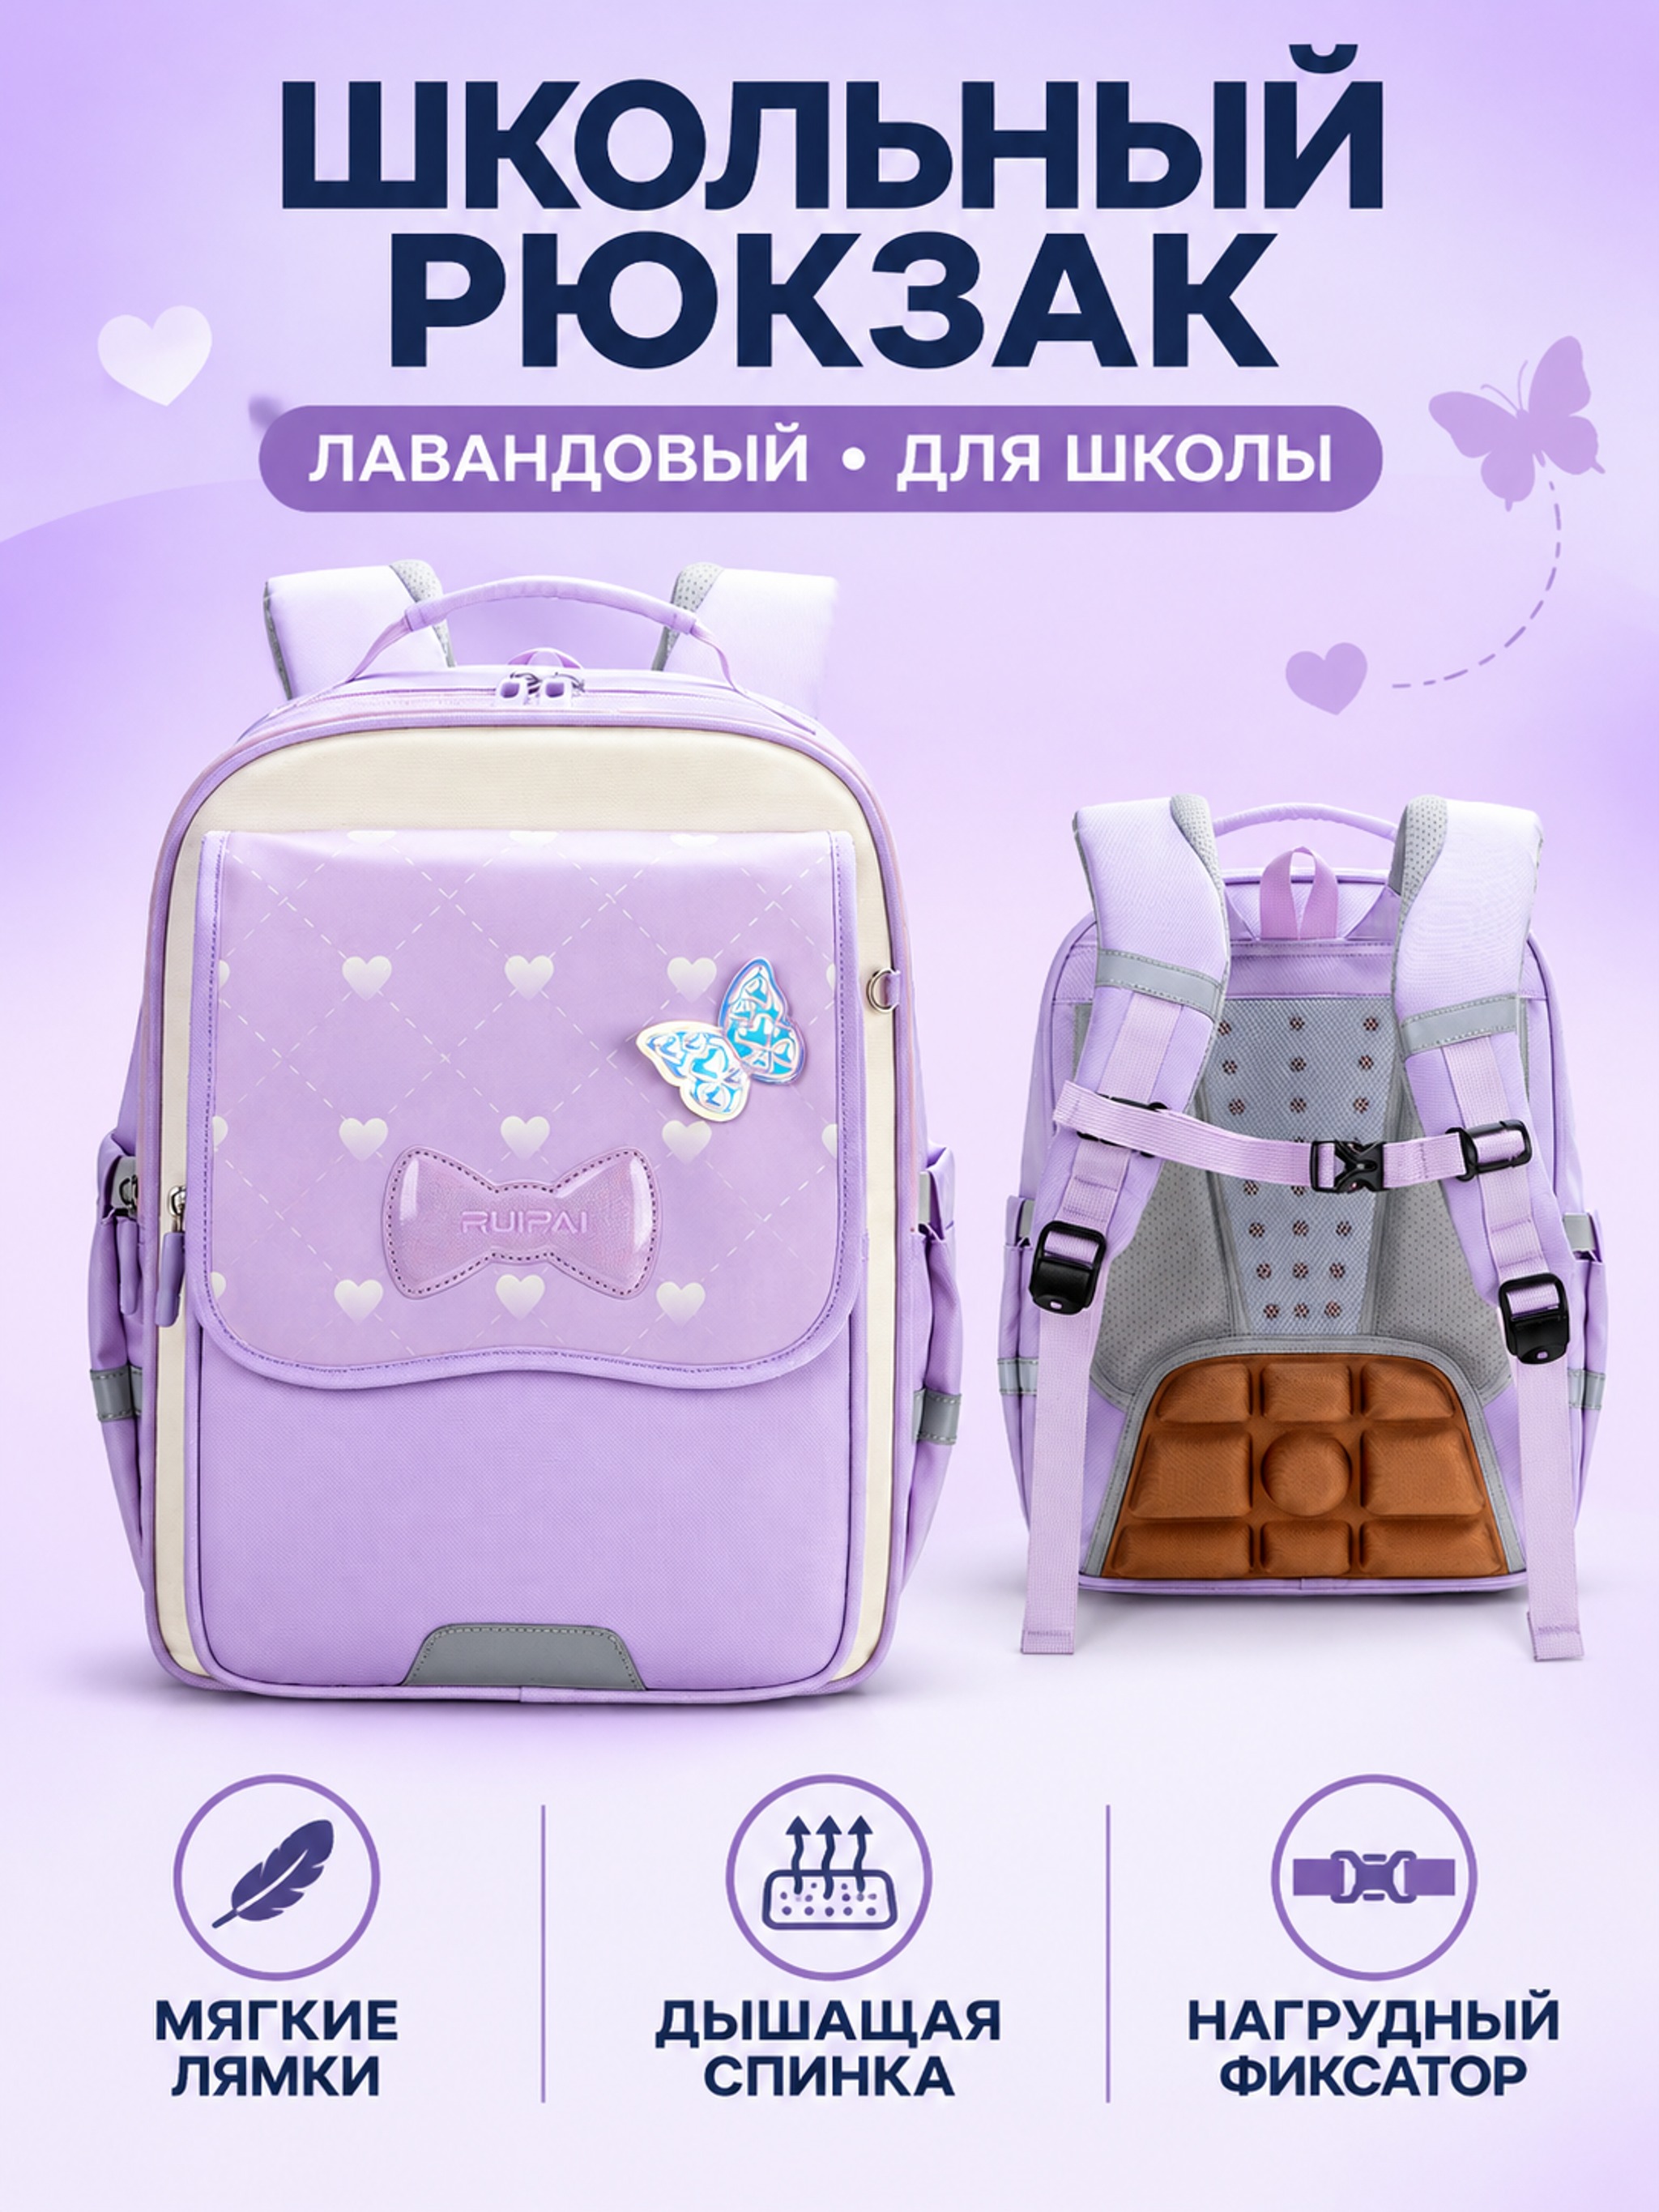 ШКОЛЬНЫЙ
РЮКЗАК
ЛАВАНДОВЫЙ • ДЛЯ ШКОЛЫ
RUIPAI
МЯГКИЕ
ЛЯМКИ
ДЫШАЩАЯ
СПИНКА
НАГРУДНЫЙ
ФИКСАТОР